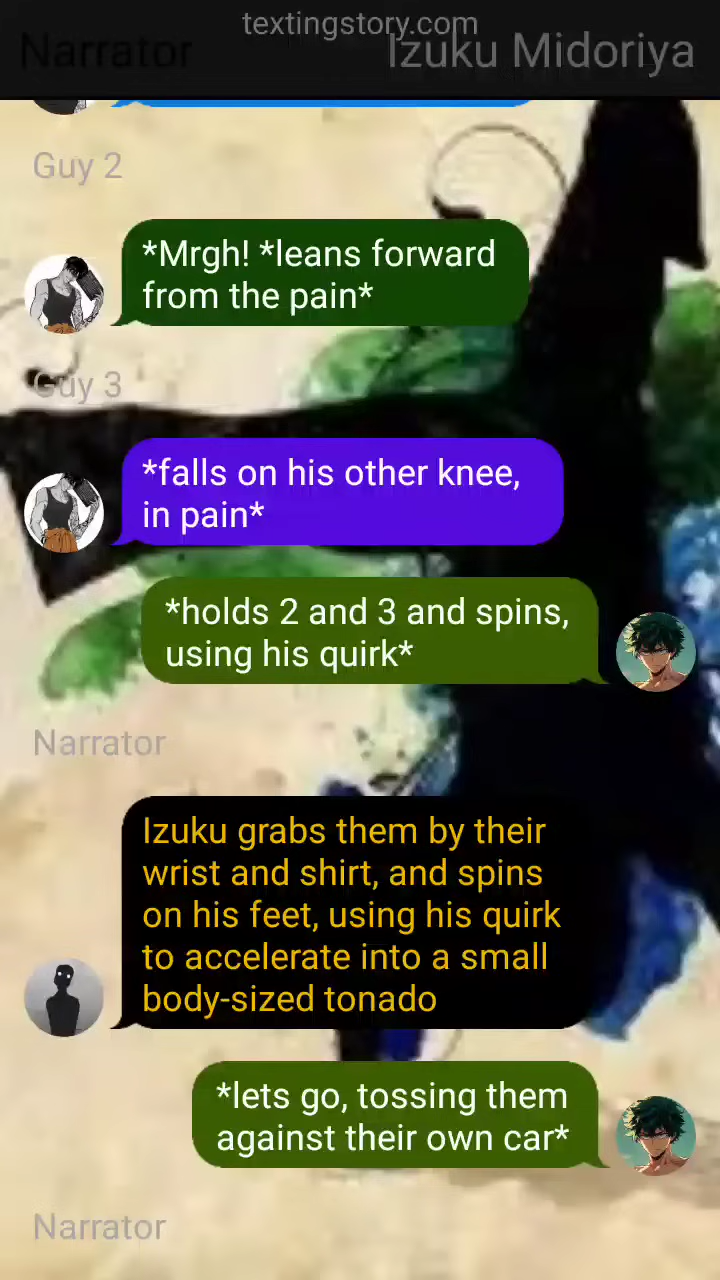 textingstory.com
Narrator
Izuku Midoriya
Guy 2
*Mrgh! *leans forward
from the pain*
Guy 3
*falls on his other knee,
in pain*
*holds 2 and 3 and spins,
using his quirk*
Narrator
Izuku grabs them by their
wrist and shirt, and spins
on his feet, using his quirk
to accelerate into a small
body-sized tonado
*lets go, tossing them
against their own car*
Narrator